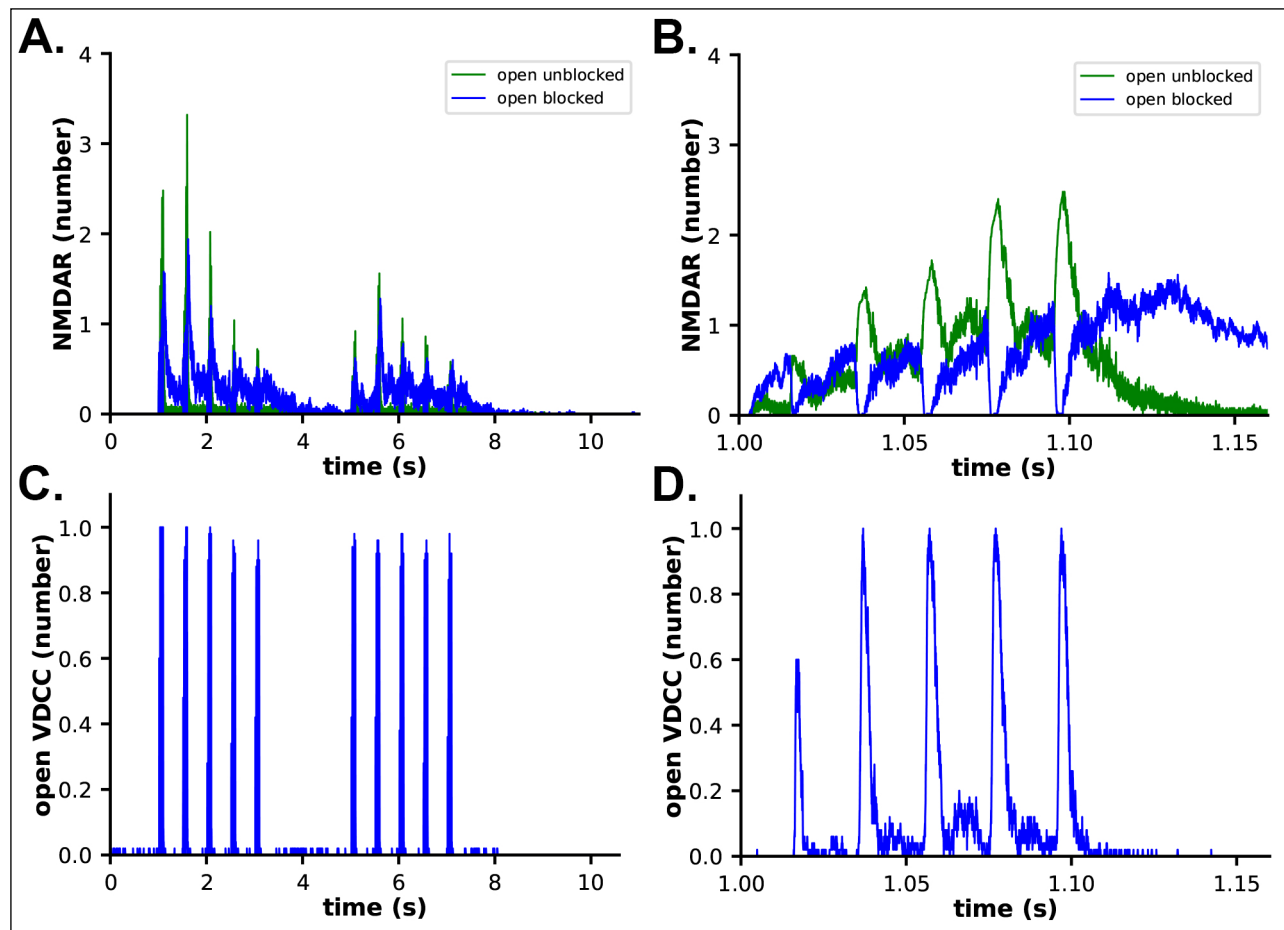 A.
4
3
2
1
0
NMDAR (number)
open unblocked
open blocked
0 2 4 6 8 10
time (s)
B.
4
3
2
1
0
NMDAR (number)
open unblocked
open blocked
1.00 1.05 1.10 1.15
time (s)
C.
1.0
0.8
0.6
0.4
0.2
0.0
open VDCC (number)
0 2 4 6 8 10
time (s)
D.
1.0
0.8
0.6
0.4
0.2
0.0
open VDCC (number)
1.00 1.05 1.10 1.15
time (s)